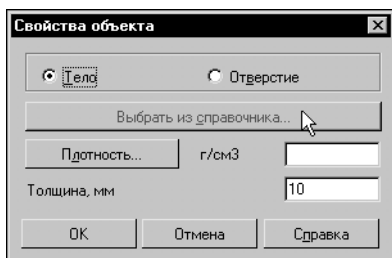 Свойства объекта
Тело Отверстие
Выбрать из справочника...
Плотность... г/см3
Толщина, мм 10
OK Отмена Справка